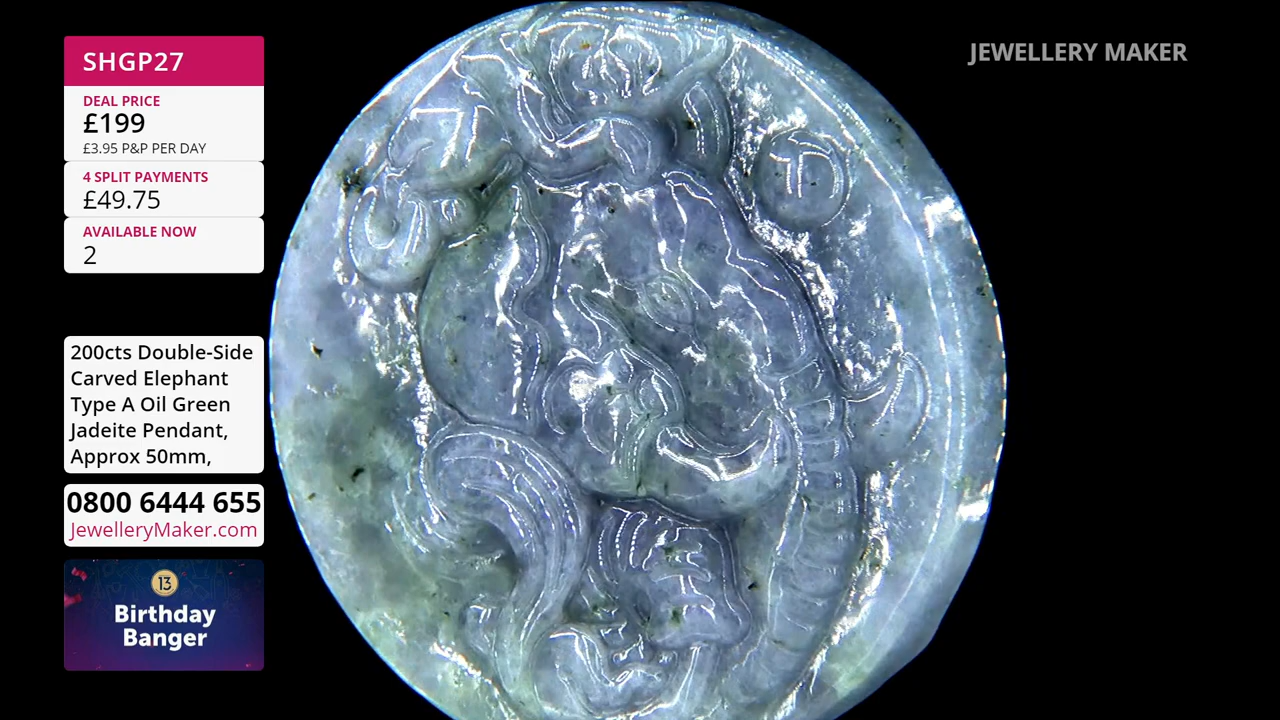 SHGP27
DEAL PRICE
£199
£3.95 P&P PER DAY
4 SPLIT PAYMENTS
£49.75
AVAILABLE NOW
2
200cts Double-Side
Carved Elephant
Type A Oil Green
Jadeite Pendant,
Approx 50mm,
0800 6444 655
JewelleryMaker.com
13
Birthday
Banger
JEWELLERY MAKER